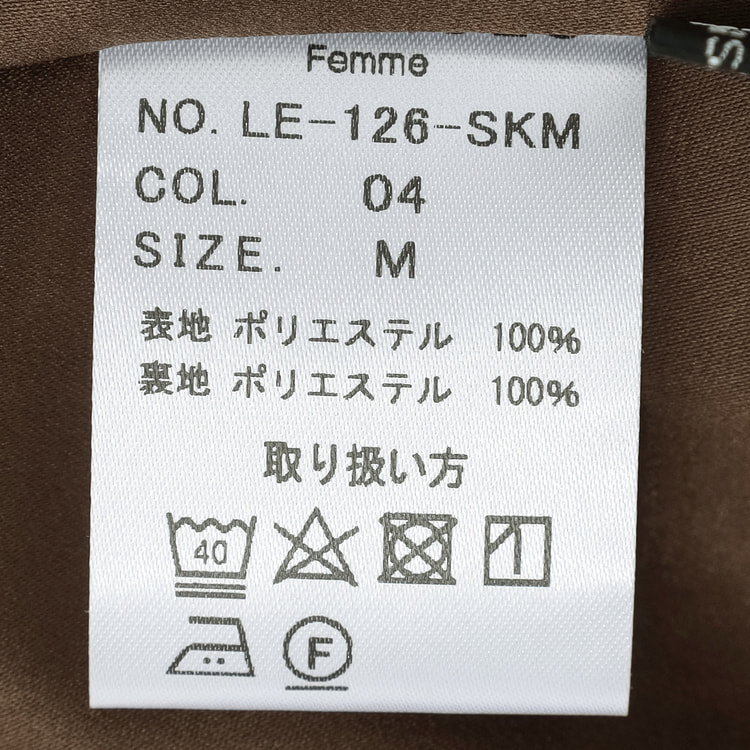 Femme
NO. LE-126-SKM
COL. 04
SIZE. M
表地 ポリエステル 100%
裏地 ポリエステル 100%
取り扱い方
40
F